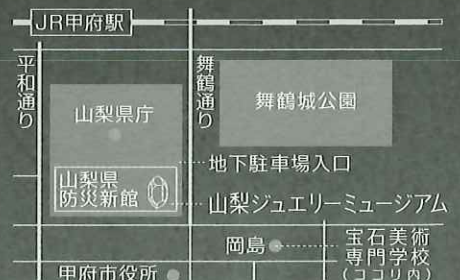 JR甲府駅
平和通り
舞鶴通り
山梨県庁
舞鶴城公園
地下駐車場入口
山梨県
防災新館
山梨ジュエリーミュージアム
岡島
宝石美術
専門学校
(ココリ内)
甲府市役所